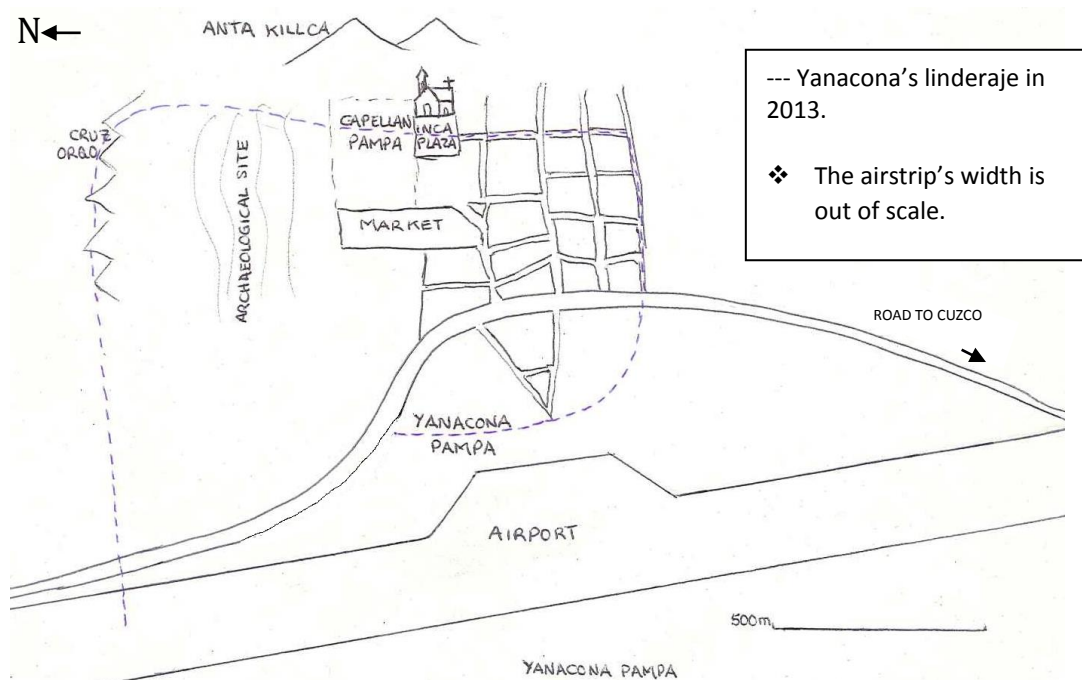 N
ANTA KILLCA
--- Yanacona's linderaje in
2013.
❖ The airstrip's width is
out of scale.
CRUZ
ORQO
ARCHAEOLOGICAL SITE
CAPELLAN
PAMPA
INCA
PLAZA
MARKET
ROAD TO CUZCO
YANACONA
PAMPA
AIRPORT
500m
YANACONA PAMPA